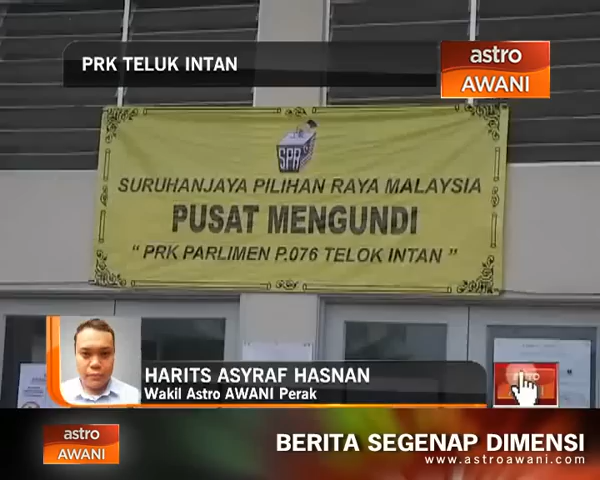 PRK TELUK INTAN
astro
AWANI
SPR
SURUHANJAYA PILIHAN RAYA MALAYSIA
PUSAT MENGUNDI
" PRK PARLIMEN P.076 TELOK INTAN "
HARITS ASYRAF HASNAN
Wakil Astro AWANI Perak
astro
AWANI
BERITA SEGENAP DIMENSI
www.astroawani.com